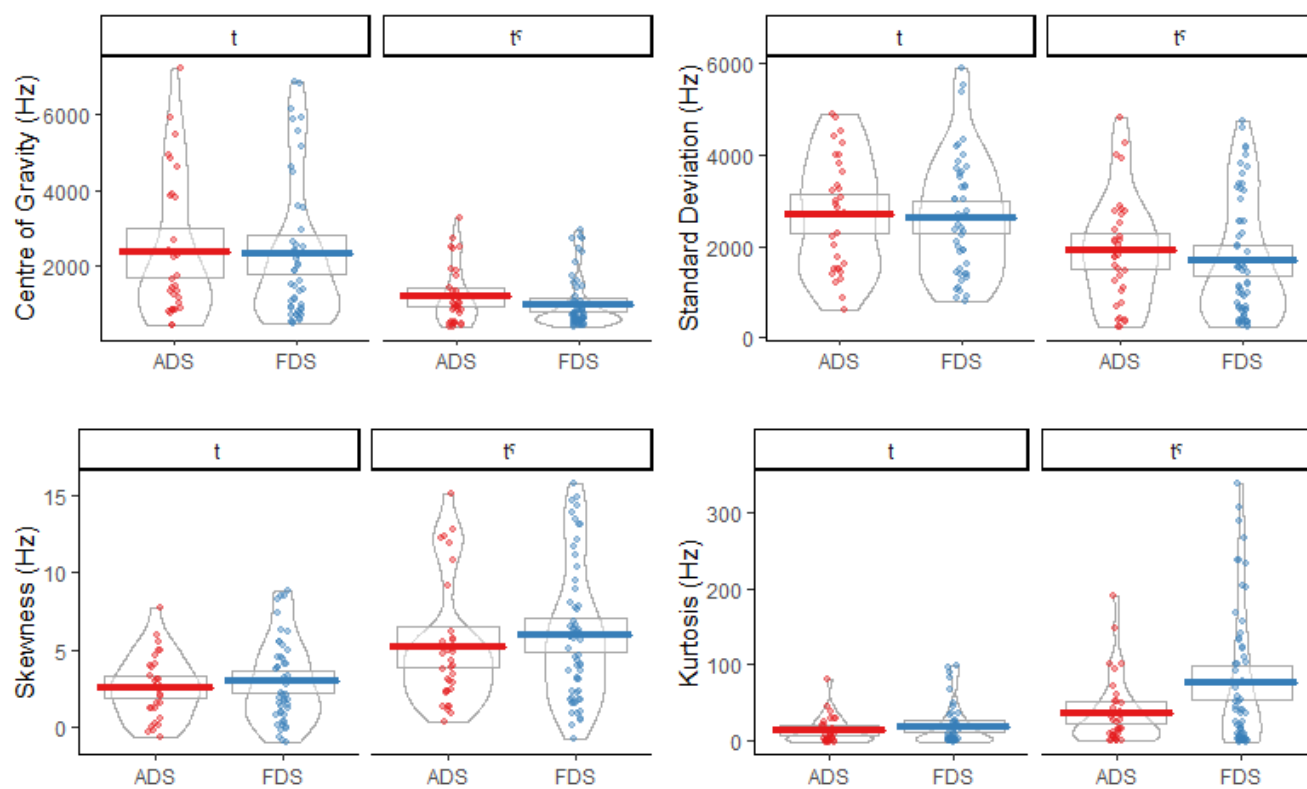 t tˤ
Centre of Gravity (Hz)
6000
4000
2000
ADS FDS ADS FDS
t tˤ
Standard Deviation (Hz)
6000
4000
2000
0
ADS FDS ADS FDS
t tˤ
Skewness (Hz)
15
10
5
0
ADS FDS ADS FDS
t tˤ
Kurtosis (Hz)
300
200
100
0
ADS FDS ADS FDS